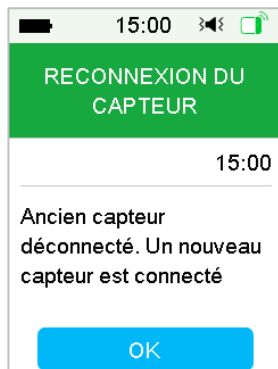 15:00
RECONNEXION DU
CAPTEUR
15:00
Ancien capteur
déconnecté. Un nouveau
capteur est connecté
OK